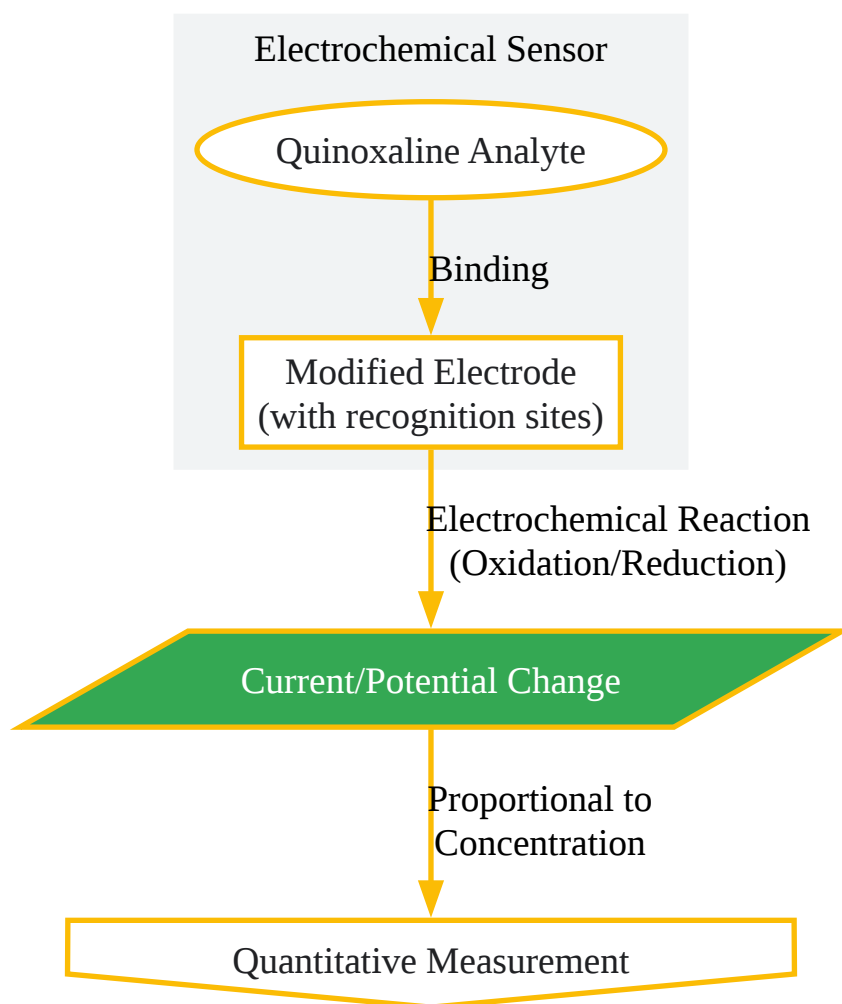 Electrochemical Sensor
Quinoxaline Analyte
Binding
Modified Electrode
(with recognition sites)
Electrochemical Reaction
(Oxidation/Reduction)
Current/Potential Change
Proportional to
Concentration
Quantitative Measurement